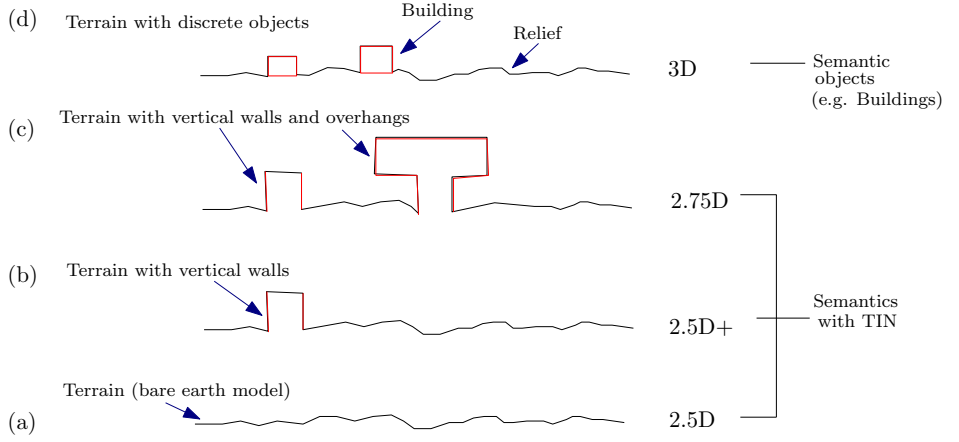 (d) Terrain with discrete objects
Building
Relief
3D
Semantic
objects
(e.g. Buildings)
(c) Terrain with vertical walls and overhangs
2.75D
(b) Terrain with vertical walls
2.5D+
Semantics
with TIN
Terrain (bare earth model)
(a)
2.5D